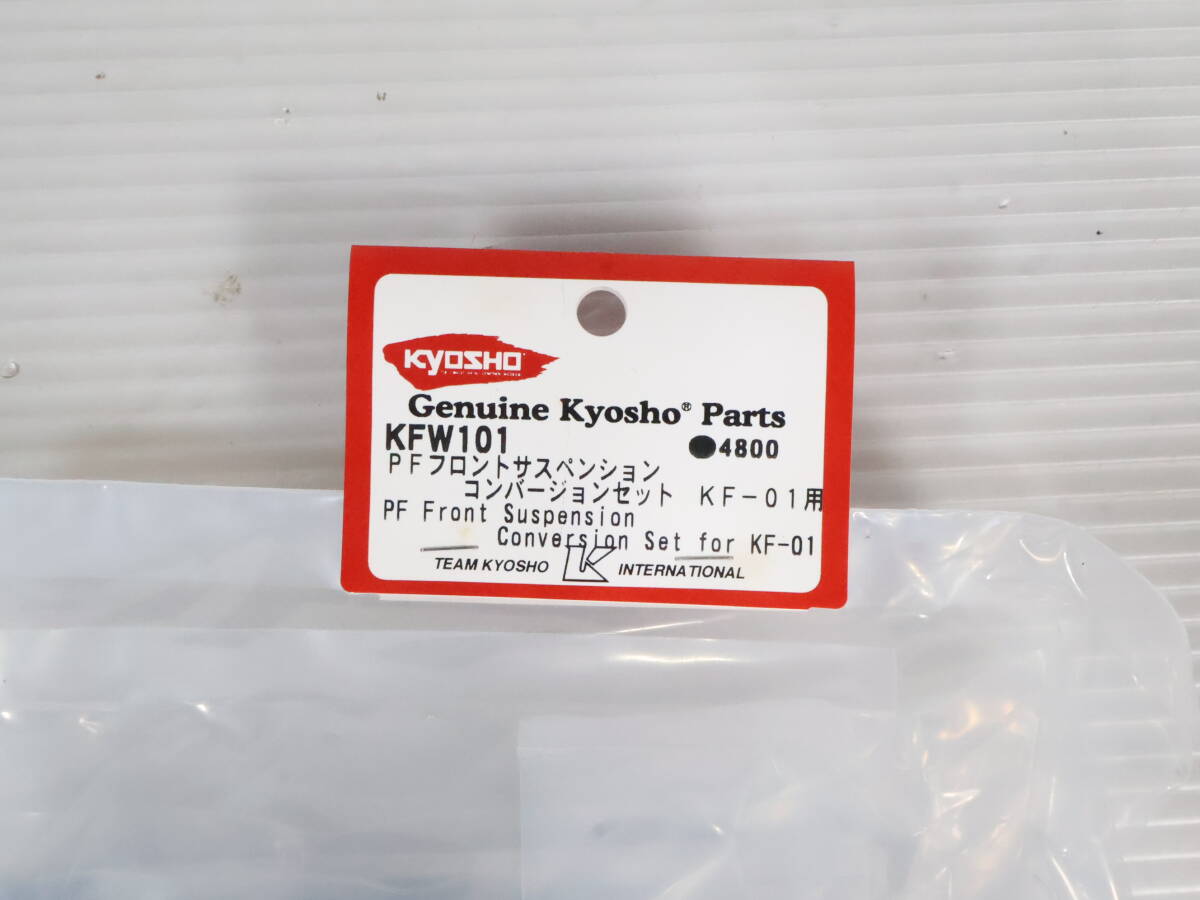 KYOSHO
Genuine Kyosho® Parts
KFW101 ●4800
PFフロントサスペンション
コンバージョンセット KF-01用
PF Front Suspension
Conversion Set for KF-01
TEAM KYOSHO K INTERNATIONAL